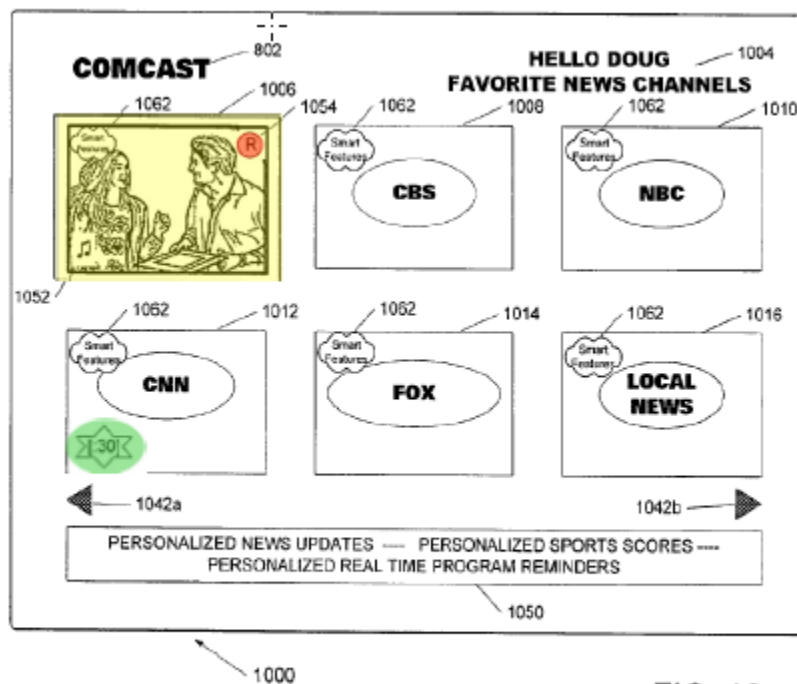 802
COMCAST
HELLO DOUG
1004
FAVORITE NEWS CHANNELS
1062
1006
1054
1062
1008
1062
1010
Smart
Features
R
Smart
Features
CBS
Smart
Features
NBC
1052
1062
1012
1062
1014
1062
1016
Smart
Features
CNN
Smart
Features
FOX
Smart
Features
LOCAL
NEWS
:30
1042a
1042b
PERSONALIZED NEWS UPDATES ---- PERSONALIZED SPORTS SCORES ----
PERSONALIZED REAL TIME PROGRAM REMINDERS
1050
1000